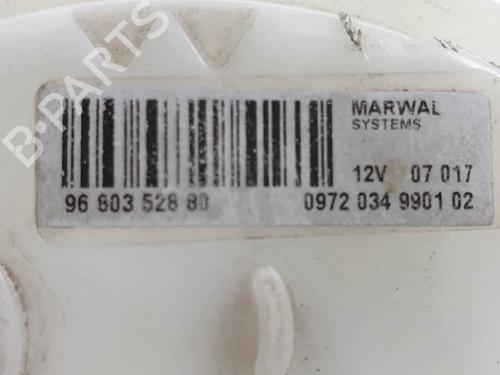 MARWAL
SYSTEMS
12V 07 017
96 803 528 80 0972 034 9901 02
B-PARTS